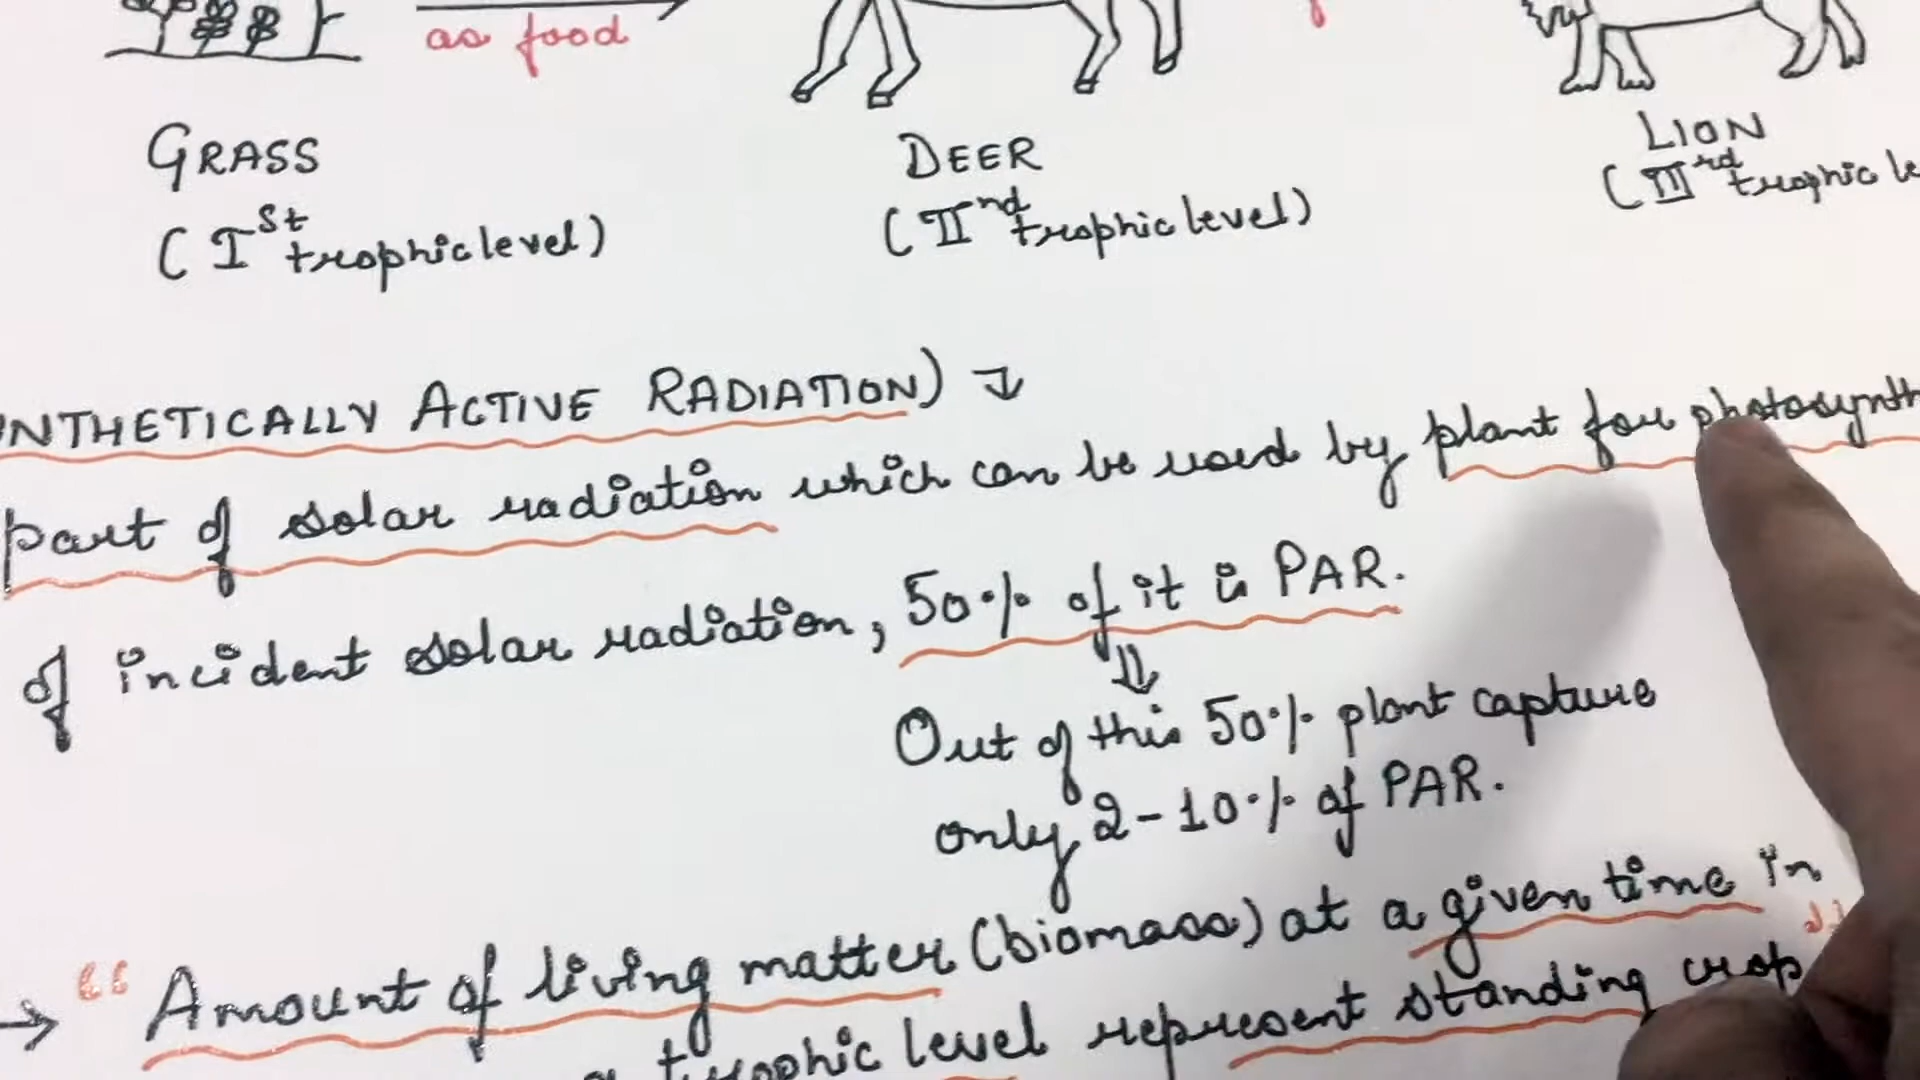 as food
GRASS
DEER
LION
(Ist trophic level)
(IInd trophic level)
(IIIrd trophic le
NTHETICALLY ACTIVE RADIATION) ↓
part of solar radiation which can be used by plant for photosynth
of incident solar radiation, 50% of it is PAR.
⇓
Out of this 50% plant capture
only 2-10% of PAR.
→ " Amount of living matter (biomass) at a given time in
a trophic level represent standing crop"